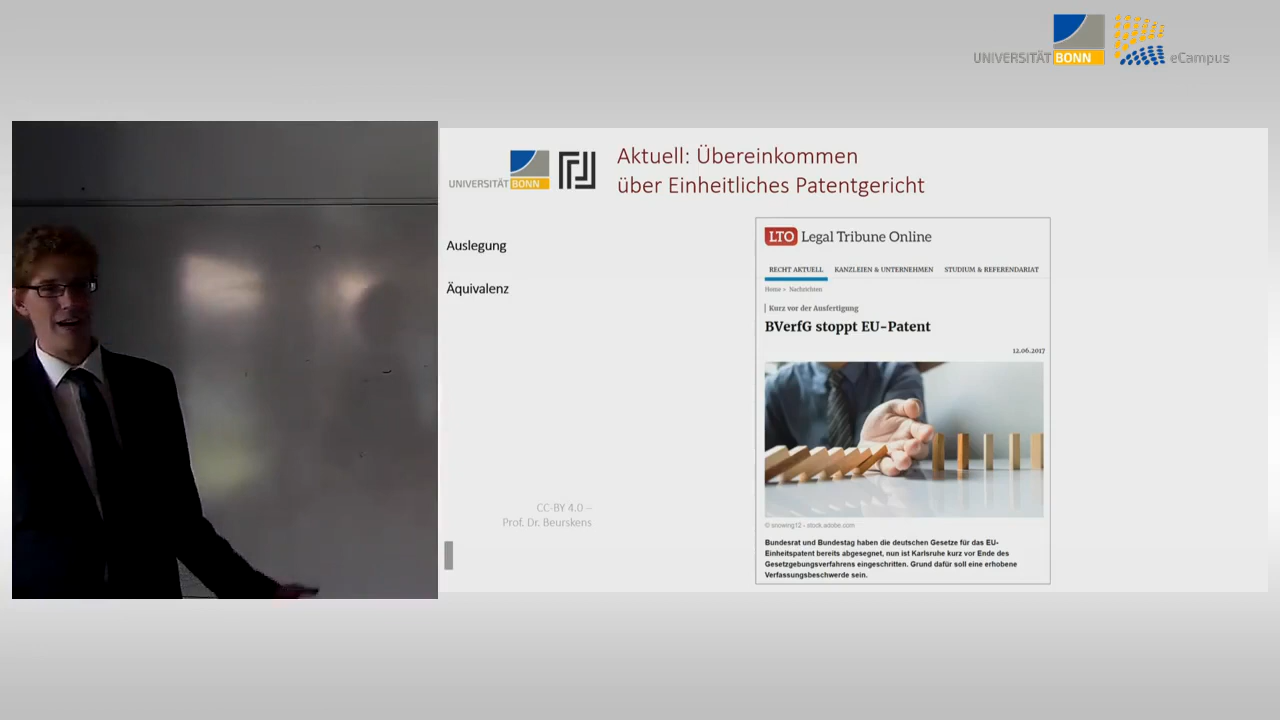 UNIVERSITÄT BONN eCampus
UNIVERSITÄT BONN
Aktuell: Übereinkommen
über Einheitliches Patentgericht
Auslegung
Äquivalenz
LTO Legal Tribune Online
RECHT AKTUELL KANZLEIEN & UNTERNEHMEN STUDIUM & REFERENDARIAT
Home > Nachrichten
Kurz vor der Ausfertigung
BVerfG stoppt EU-Patent
12.06.2017
© snowing12 - stock.adobe.com
Bundesrat und Bundestag haben die deutschen Gesetze für das EU-
Einheitspatent bereits abgesegnet, nun ist Karlsruhe kurz vor Ende des
Gesetzgebungsverfahrens eingeschritten. Grund dafür soll eine erhobene
Verfassungsbeschwerde sein.
CC-BY 4.0 –
Prof. Dr. Beurskens